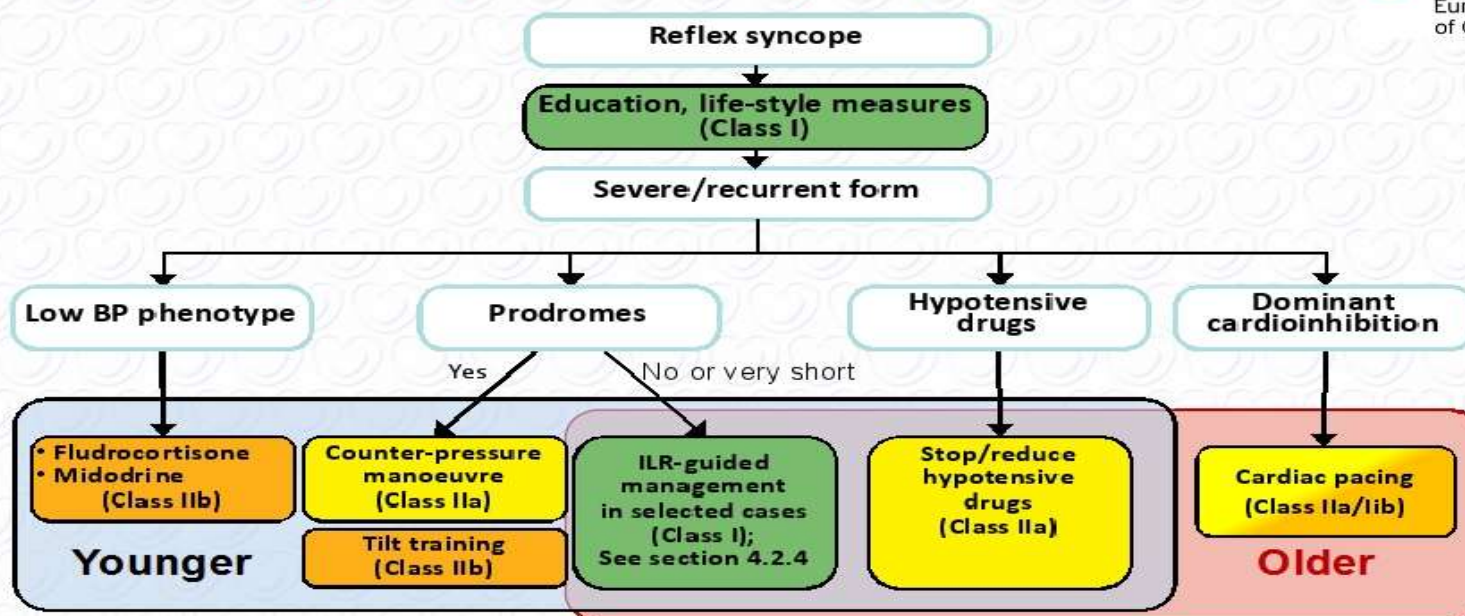 Eur
of
Reflex syncope
Education, life-style measures
(Class I)
Severe/recurrent form
Low BP phenotype
Prodromes
Hypotensive
drugs
Dominant
cardioinhibition
Yes
No or very short
• Fludrocortisone
• Midodrine
(Class IIb)
Counter-pressure
manoeuvre
(Class IIa)
Tilt training
(Class IIb)
ILR-guided
management
in selected cases
(Class I);
See section 4.2.4
Stop/reduce
hypotensive
drugs
(Class IIa)
Cardiac pacing
(Class IIa/Iib)
Younger
Older